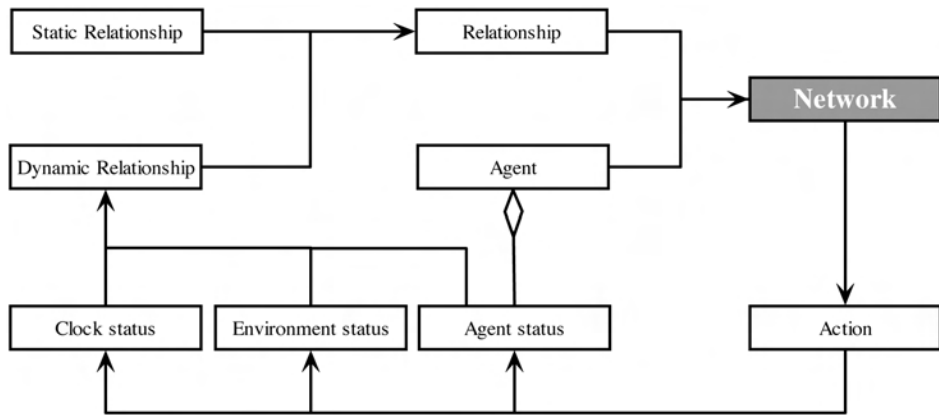 Static Relationship
Relationship
Network
Dynamic Relationship
Agent
Clock status
Environment status
Agent status
Action